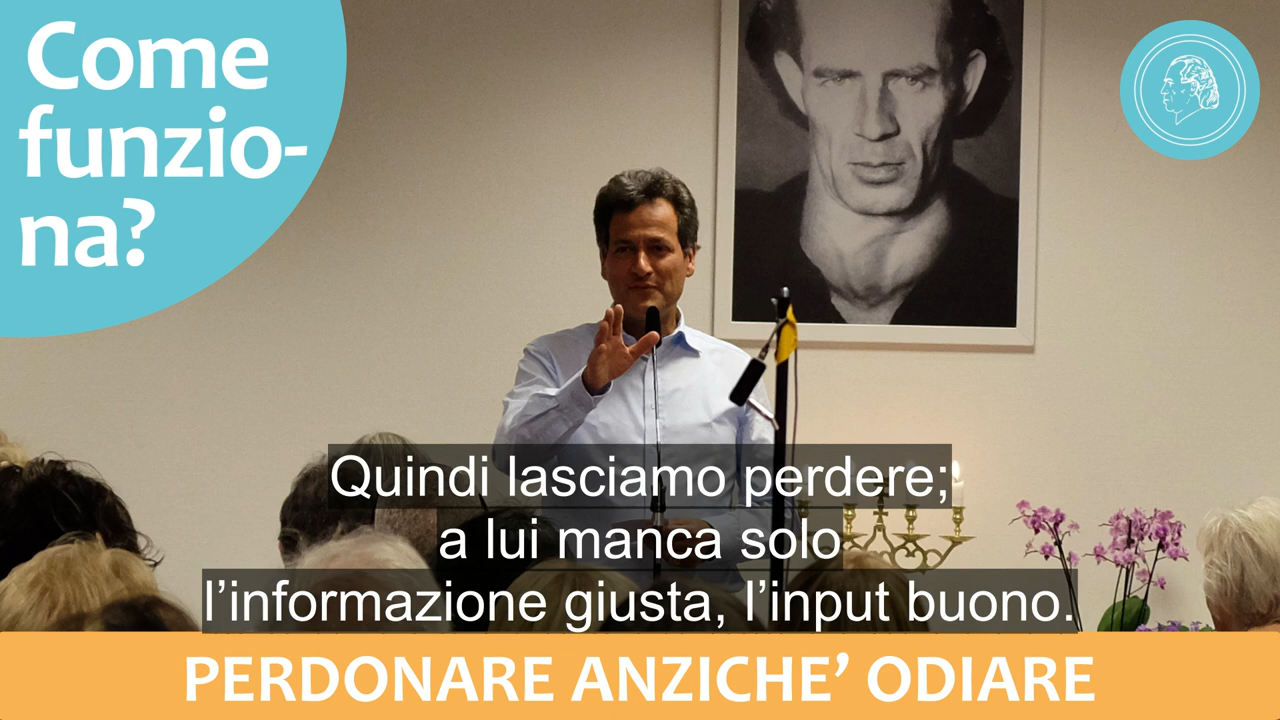 Come
funzio-
na?
Quindi lasciamo perdere;
a lui manca solo
l’informazione giusta, l’input buono.
PERDONARE ANZICHE’ ODIARE